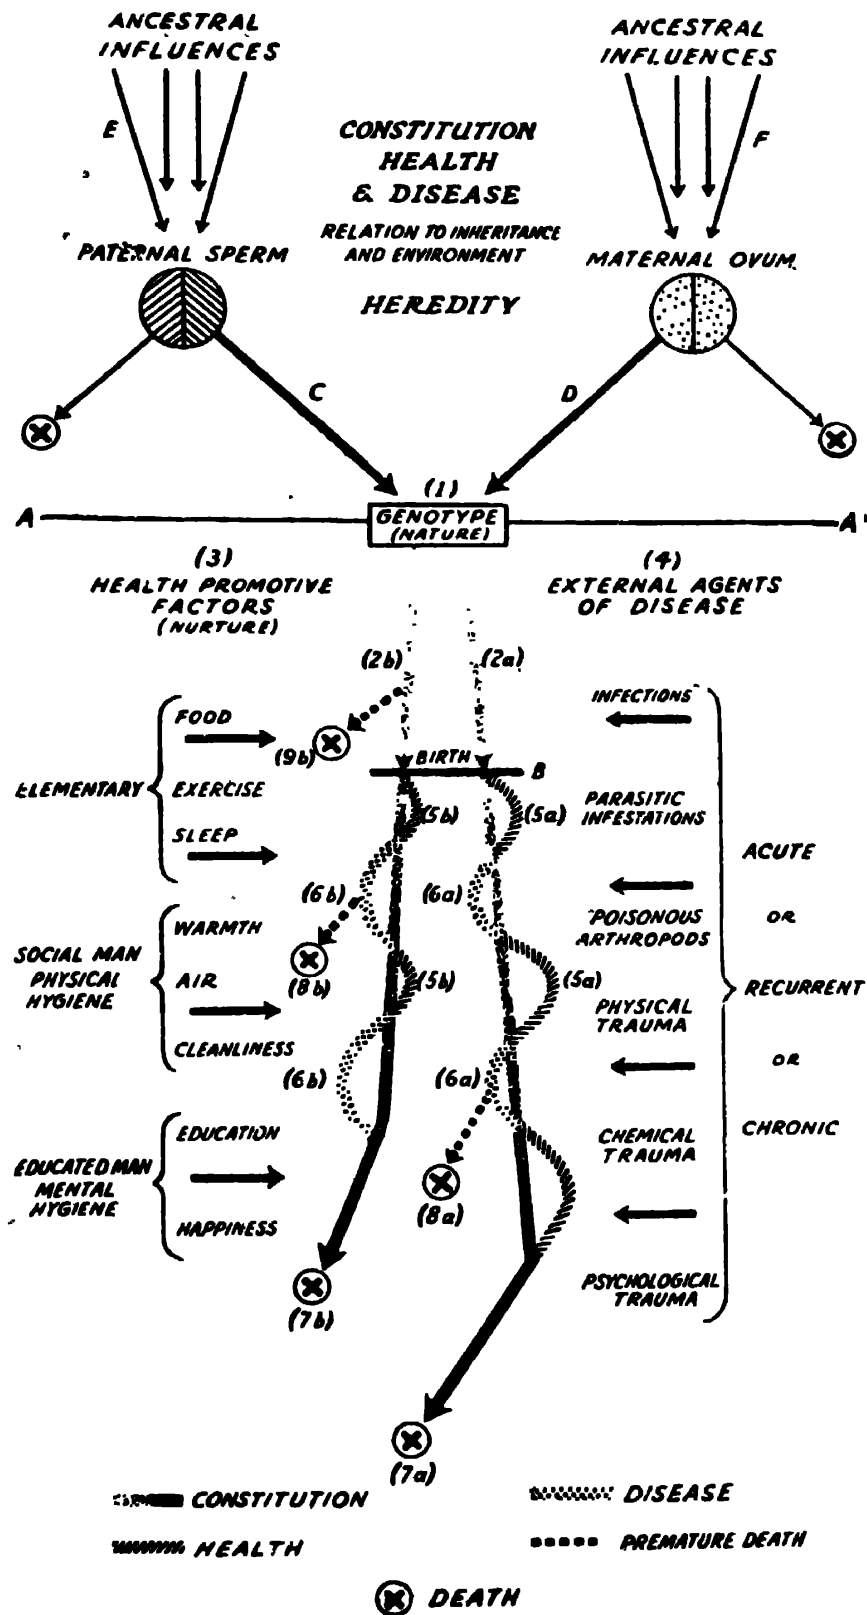 ANCESTRAL
INFLUENCES
ANCESTRAL
INFLUENCES
E
F
CONSTITUTION
HEALTH
& DISEASE
RELATION TO INHERITANCE
AND ENVIRONMENT
HEREDITY
PATERNAL SPERM
MATERNAL OVUM
C
D
(1)
GENOTYPE
(NATURE)
A
A'
(3)
HEALTH PROMOTIVE
FACTORS
(NURTURE)
(4)
EXTERNAL AGENTS
OF DISEASE
(2b)
(2a)
ELEMENTARY
FOOD
EXERCISE
SLEEP
SOCIAL MAN
PHYSICAL
HYGIENE
WARMTH
AIR
CLEANLINESS
EDUCATED MAN
MENTAL
HYGIENE
EDUCATION
HAPPINESS
(9b)
BIRTH
B
(5b)
(5a)
(6b)
(6a)
(8b)
(5b)
(5a)
(6b)
(6a)
(8a)
(7b)
(7a)
INFECTIONS
PARASITIC
INFESTATIONS
POISONOUS
ARTHROPODS
PHYSICAL
TRAUMA
CHEMICAL
TRAUMA
PSYCHOLOGICAL
TRAUMA
ACUTE
OR
RECURRENT
OR
CHRONIC
CONSTITUTION
DISEASE
HEALTH
PREMATURE DEATH
DEATH